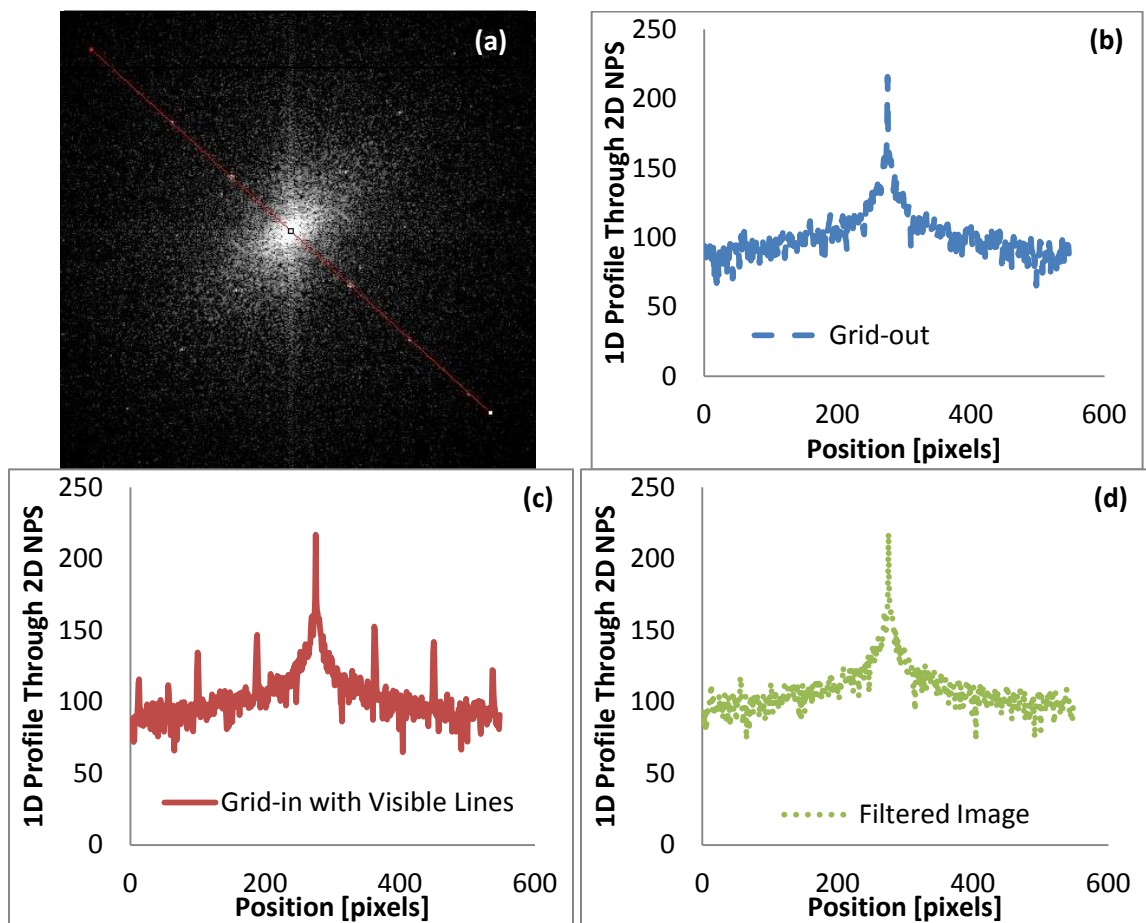 (a)
(b)
1D Profile Through 2D NPS
250
200
150
100
50
0
Grid-out
0 200 400 600
Position [pixels]
(c)
1D Profile Through 2D NPS
250
200
150
100
50
0
Grid-in with Visible Lines
0 200 400 600
Position [pixels]
(d)
1D Profile Through 2D NPS
250
200
150
100
50
0
Filtered Image
0 200 400 600
Position [pixels]